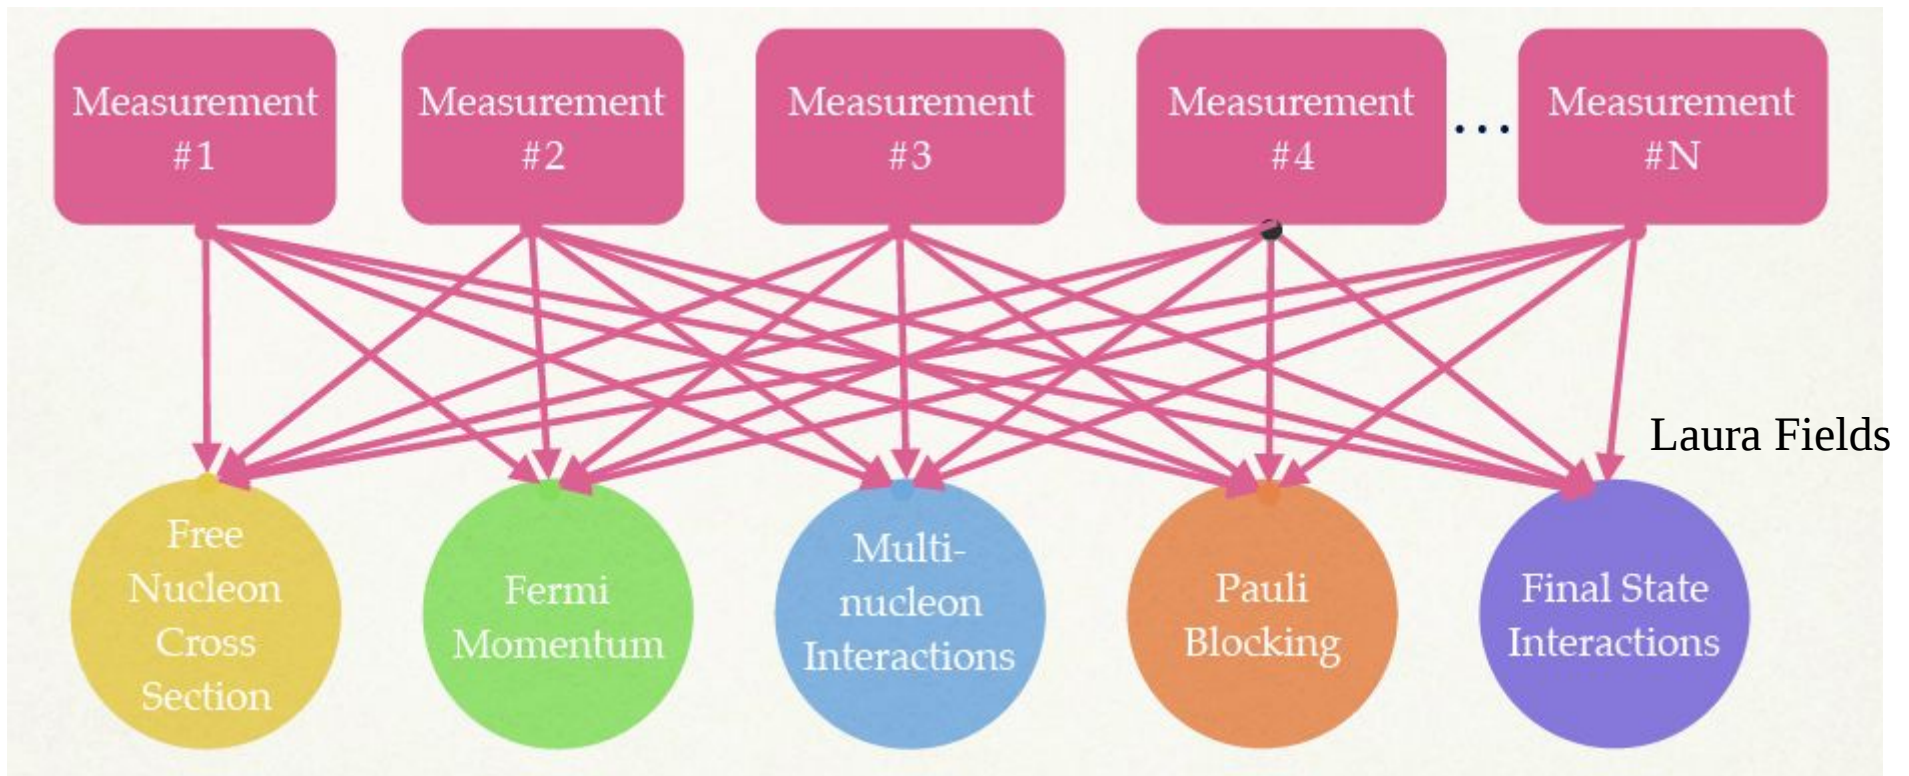 Measurement
#1
Measurement
#2
Measurement
#3
Measurement
#4
...
Measurement
#N
Laura Fields
Free
Nucleon
Cross
Section
Fermi
Momentum
Multi-
nucleon
Interactions
Pauli
Blocking
Final State
Interactions